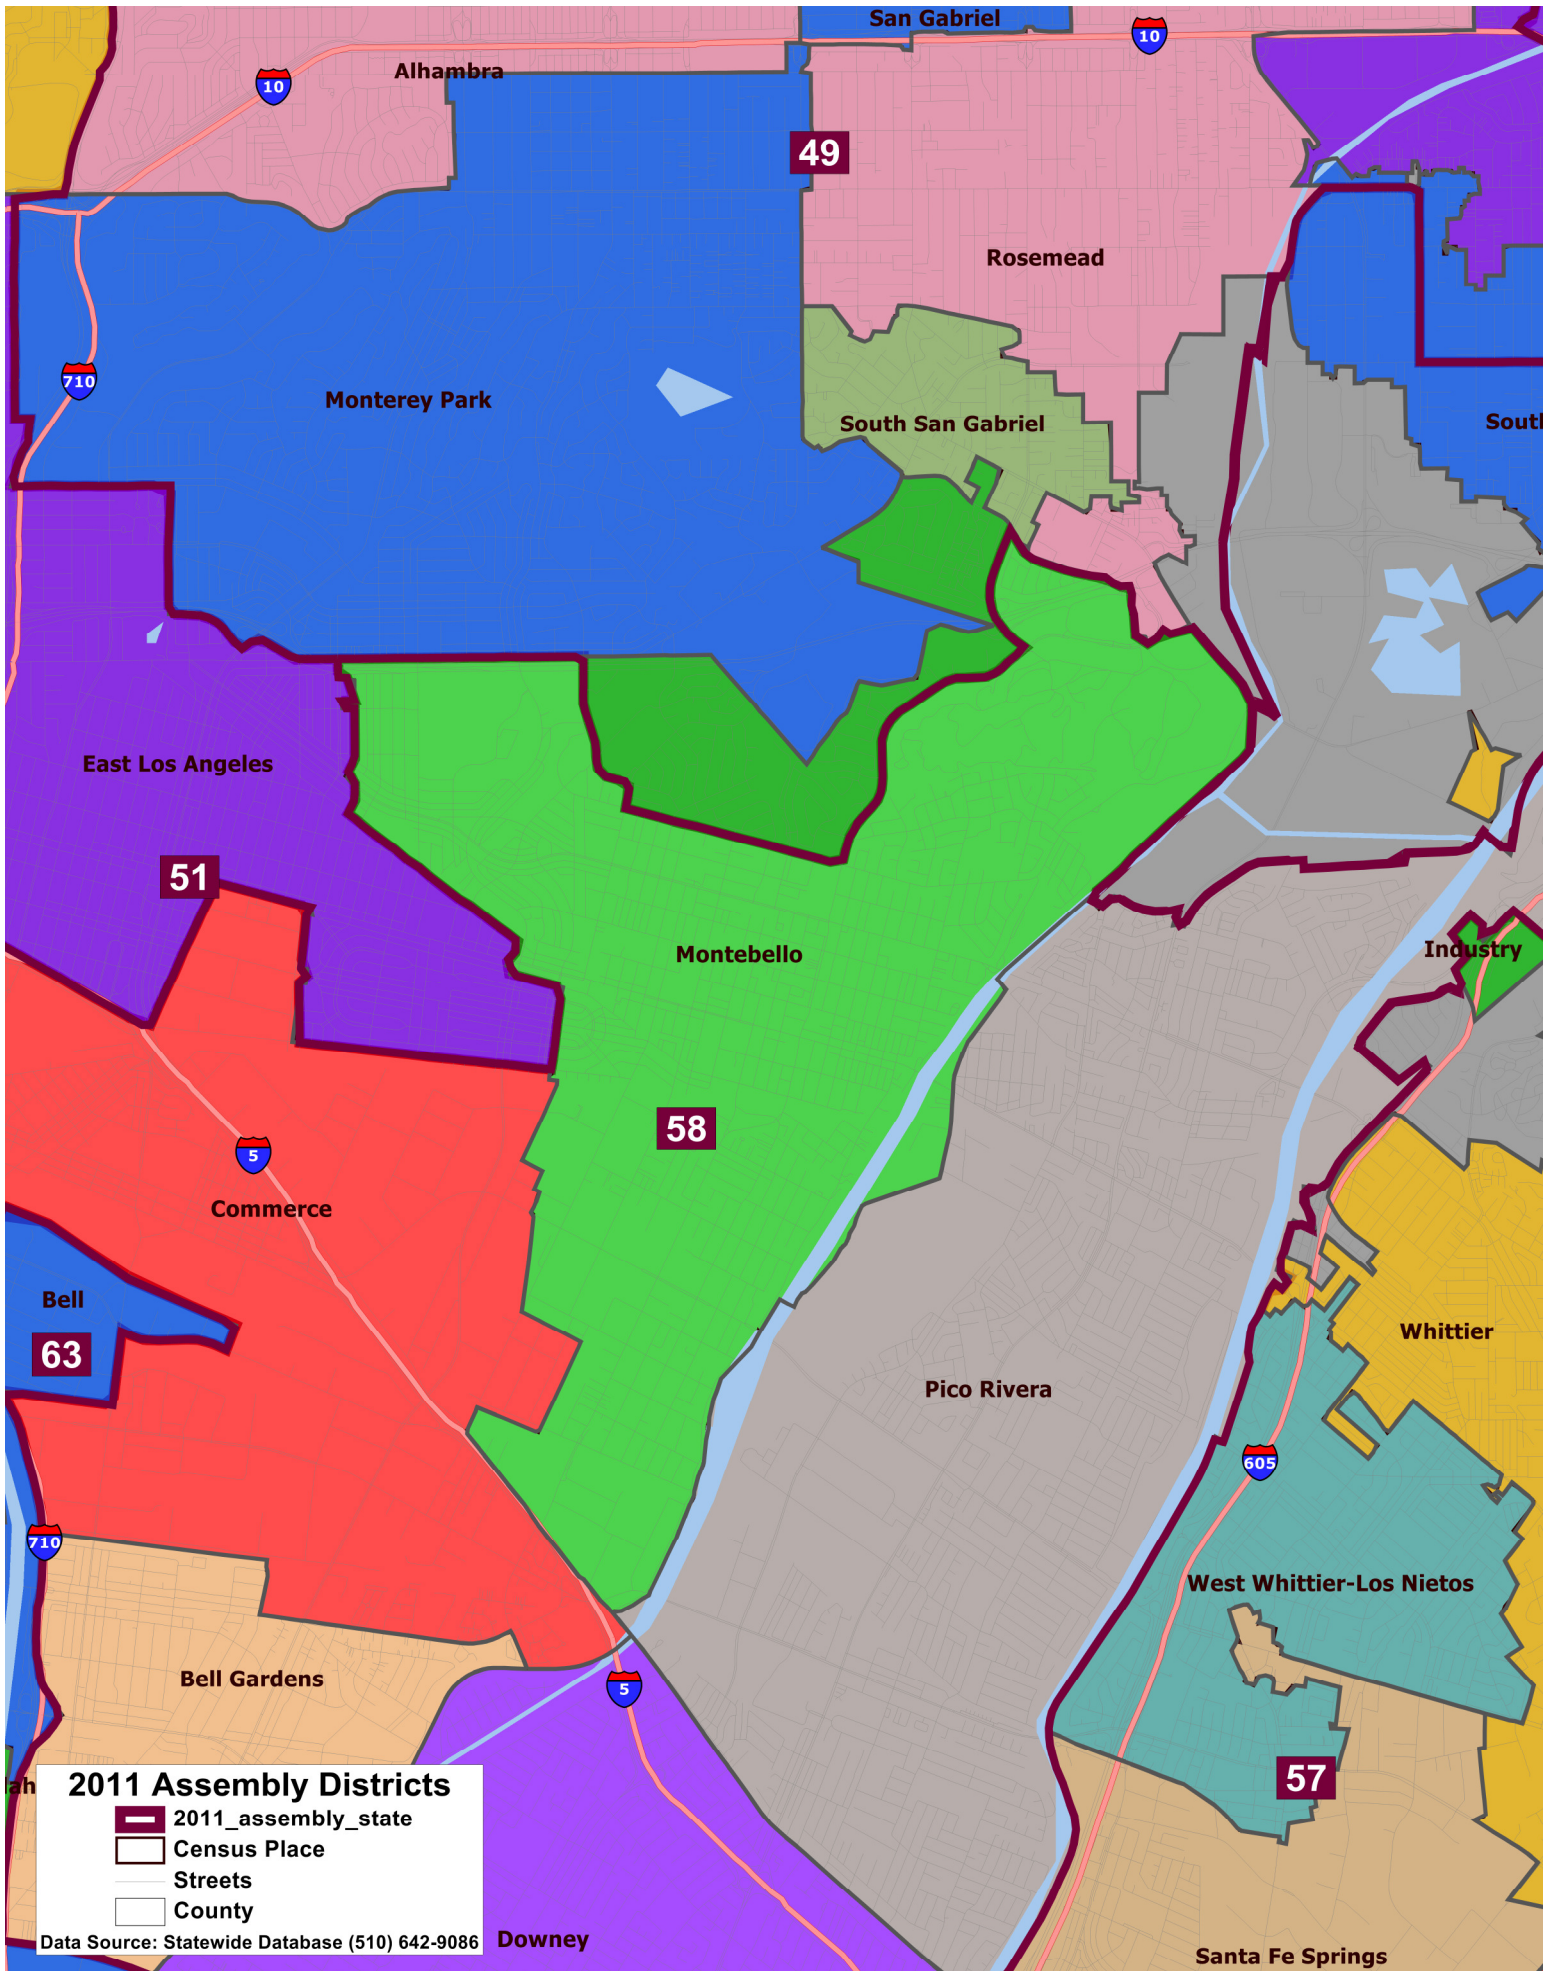 San Gabriel
10
Alhambra
10
49
Rosemead
710
Monterey Park
South San Gabriel
South
East Los Angeles
51
Montebello
Industry
58
5
Commerce
Bell
63
Whittier
Pico Rivera
605
710
West Whittier-Los Nietos
Bell Gardens
5
57
ah
2011 Assembly Districts
2011_assembly_state
Census Place
Streets
County
Data Source: Statewide Database (510) 642-9086
Downey
Santa Fe Springs